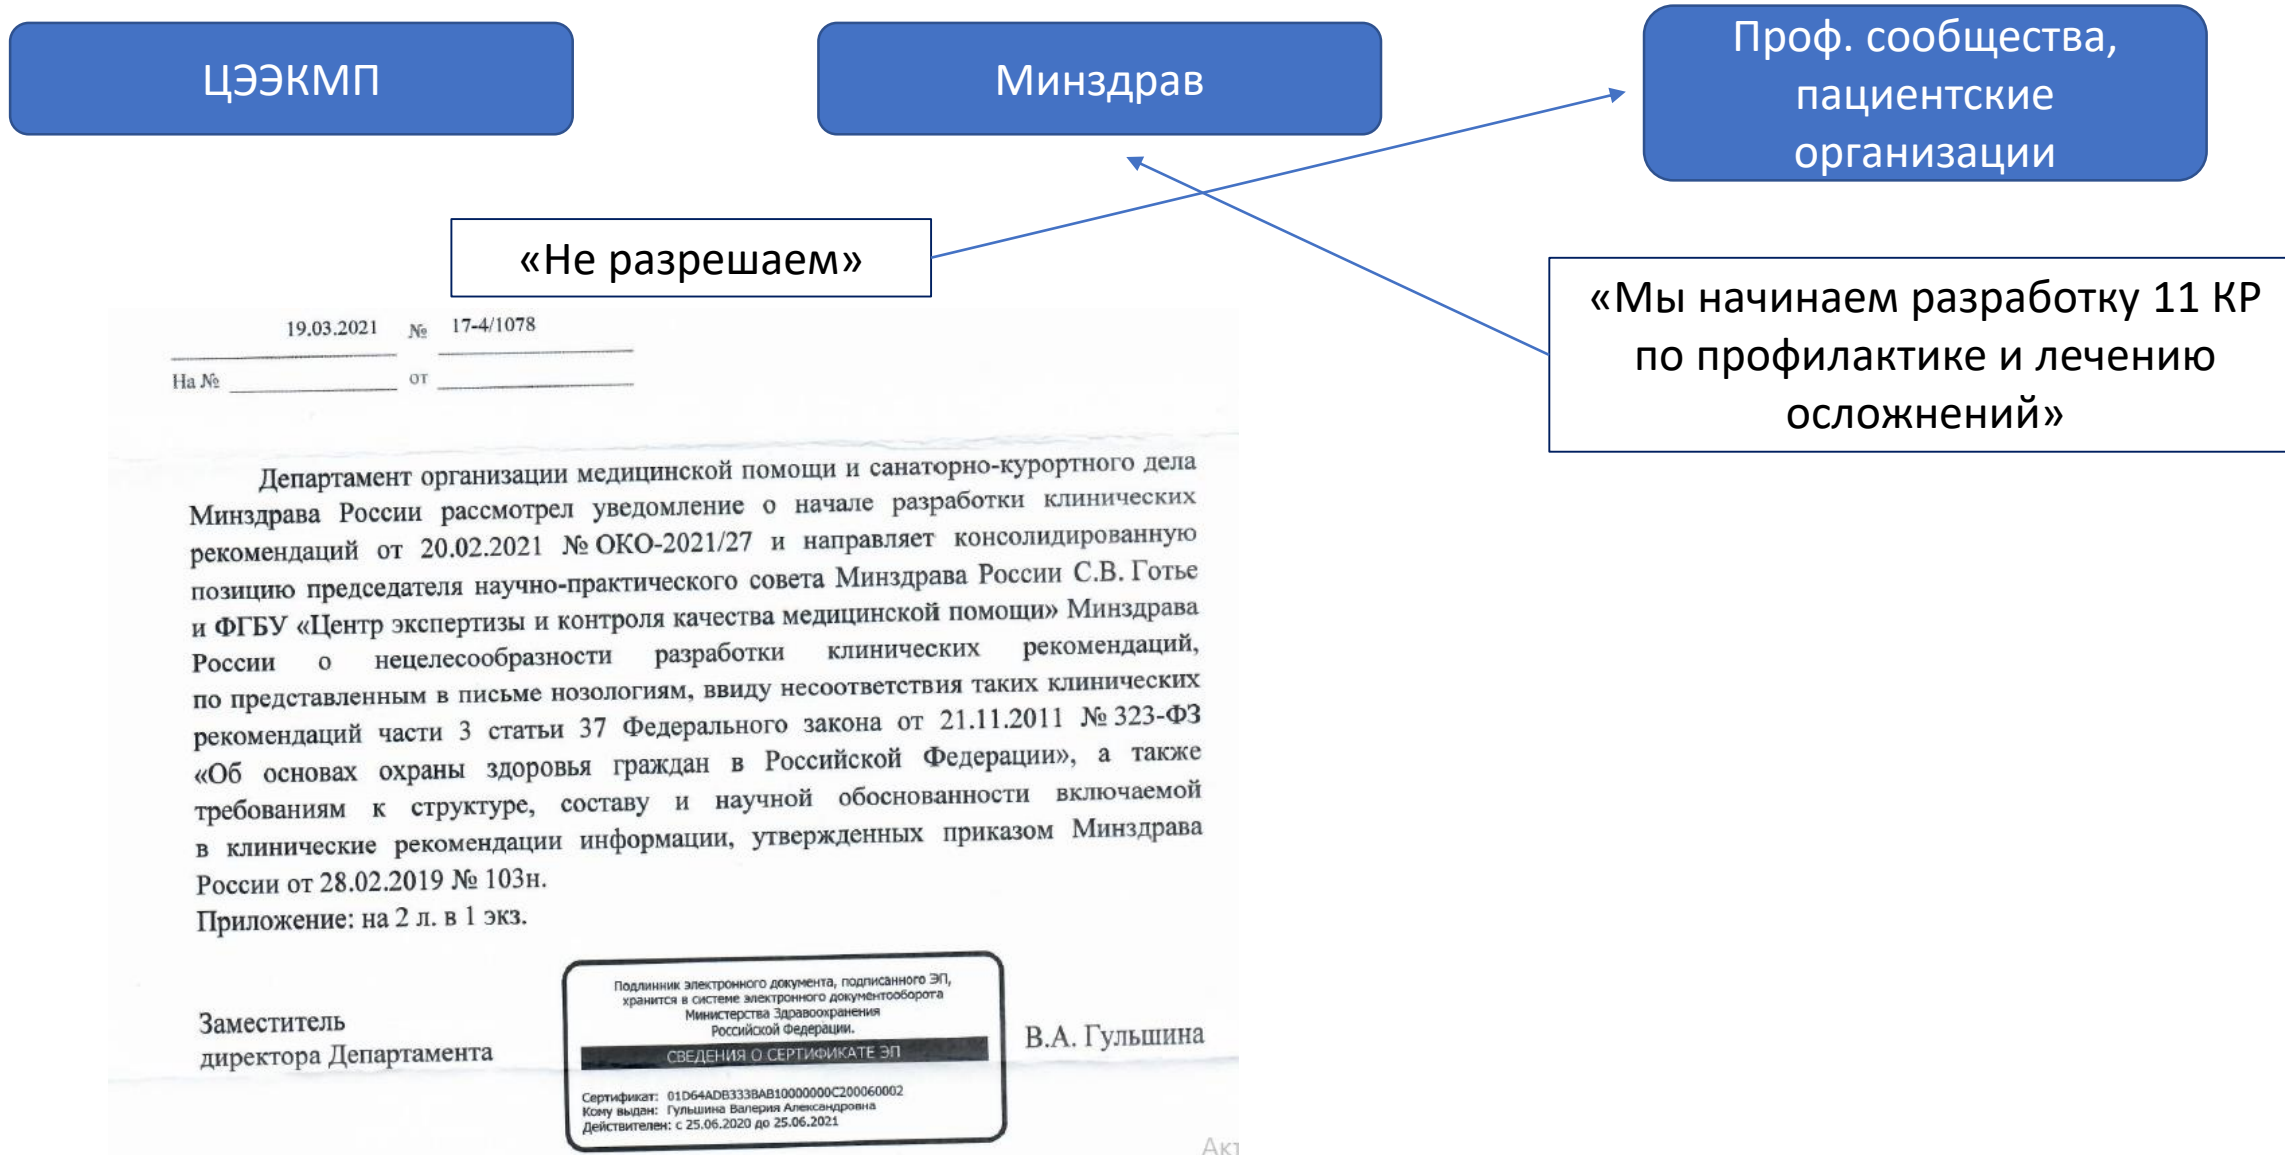 ЦЭЭКМП
Минздрав
Проф. сообщества,
пациентские
организации
«Не разрешаем»
«Мы начинаем разработку 11 КР
по профилактике и лечению
осложнений»
19.03.2021 № 17-4/1078
На № от
Департамент организации медицинской помощи и санаторно-курортного дела
Минздрава России рассмотрел уведомление о начале разработки клинических
рекомендаций от 20.02.2021 № ОКО-2021/27 и направляет консолидированную
позицию председателя научно-практического совета Минздрава России С.В. Готье
и ФГБУ «Центр экспертизы и контроля качества медицинской помощи» Минздрава
России о нецелесообразности разработки клинических рекомендаций,
по представленным в письме нозологиям, ввиду несоответствия таких клинических
рекомендаций части 3 статьи 37 Федерального закона от 21.11.2011 № 323-ФЗ
«Об основах охраны здоровья граждан в Российской Федерации», а также
требованиям к структуре, составу и научной обоснованности включаемой
в клинические рекомендации информации, утвержденных приказом Минздрава
России от 28.02.2019 № 103н.
Приложение: на 2 л. в 1 экз.
Заместитель
директора Департамента
Подлинник электронного документа, подписанного ЭП,
хранится в системе электронного документооборота
Министерства Здравоохранения
Российской Федерации.
СВЕДЕНИЯ О СЕРТИФИКАТЕ ЭП
Сертификат: 01D64ADB333BAB10000000C200060002
Кому выдан: Гульшина Валерия Александровна
Действителен: с 25.06.2020 до 25.06.2021
В.А. Гульшина